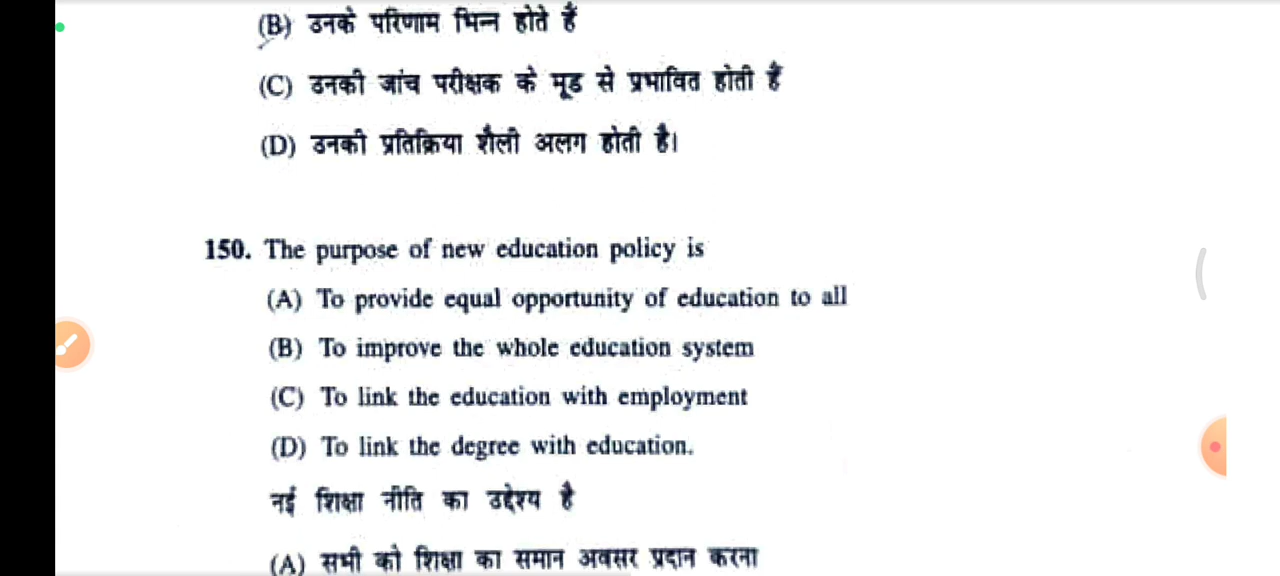 (B) उनके परिणाम भिन्न होते हैं
(C) उनकी जांच परीक्षक के मूड से प्रभावित होती हैं
(D) उनकी प्रतिक्रिया शैली अलग होती है।
150. The purpose of new education policy is
(A) To provide equal opportunity of education to all
(B) To improve the whole education system
(C) To link the education with employment
(D) To link the degree with education.
नई शिक्षा नीति का उद्देश्य है
(A) सभी को शिक्षा का समान अवसर प्रदान करना